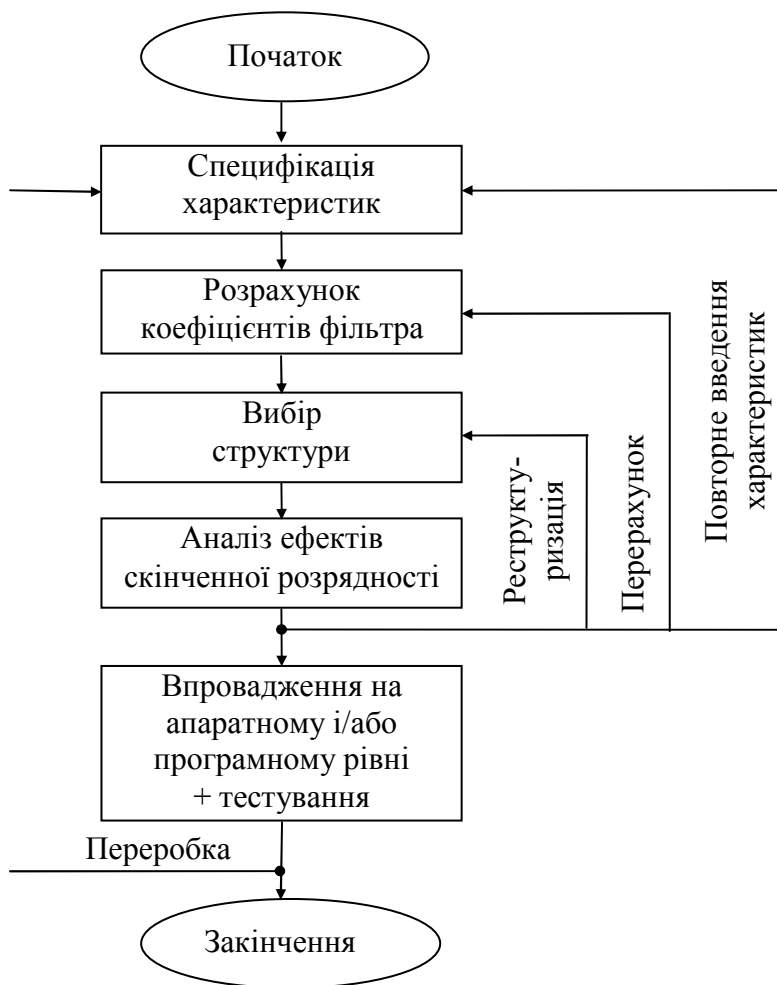 Початок
Специфікація
характеристик
Розрахунок
коефіцієнтів фільтра
Вибір
структури
Аналіз ефектів
скінченної розрядності
Реструкту-
ризація
Перерахунок
Повторне введення
характеристик
Впровадження на
апаратному і/або
програмному рівні
+ тестування
Переробка
Закінчення